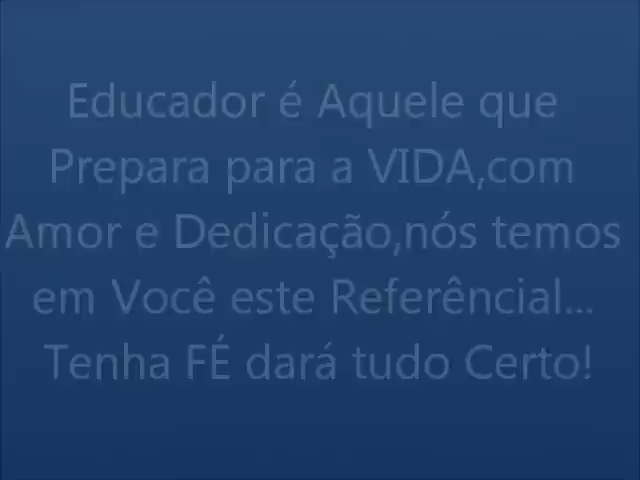 Educador é Aquele que
Prepara para a VIDA,com
Amor e Dedicação,nós temos
em Você este Referêncial...
Tenha FÉ dará tudo Certo!